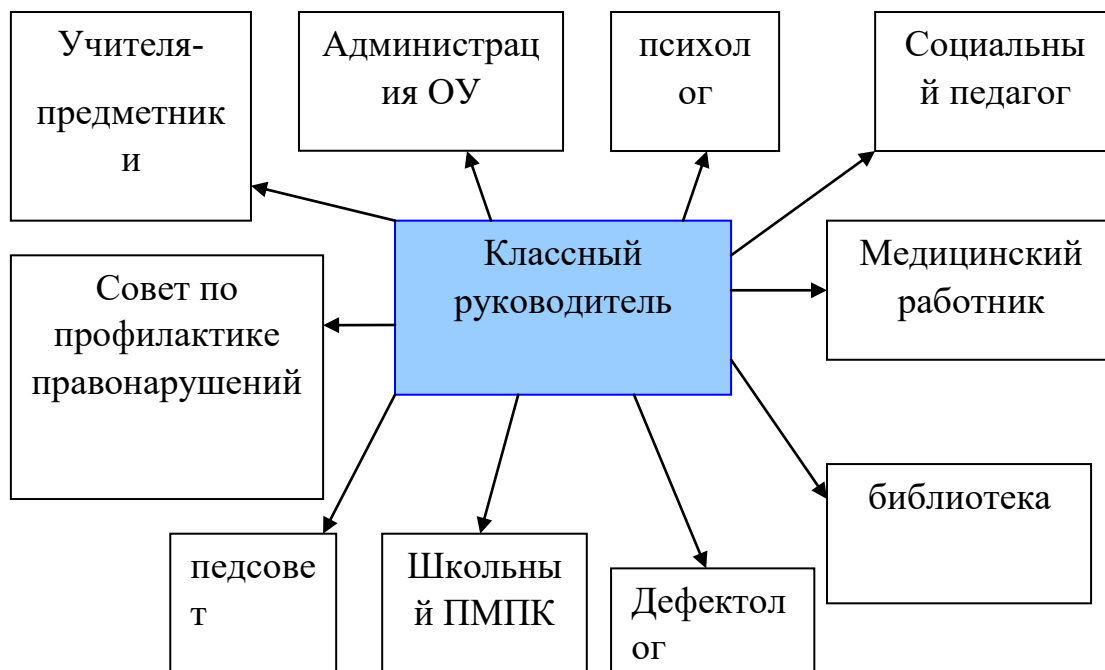 Учителя-
предметник
и
Администрац
ия ОУ
психол
ог
Социальны
й педагог
Классный
руководитель
Медицинский
работник
Совет по
профилактике
правонарушений
библиотека
педсове
т
Школьны
й ПМПК
Дефектол
ог